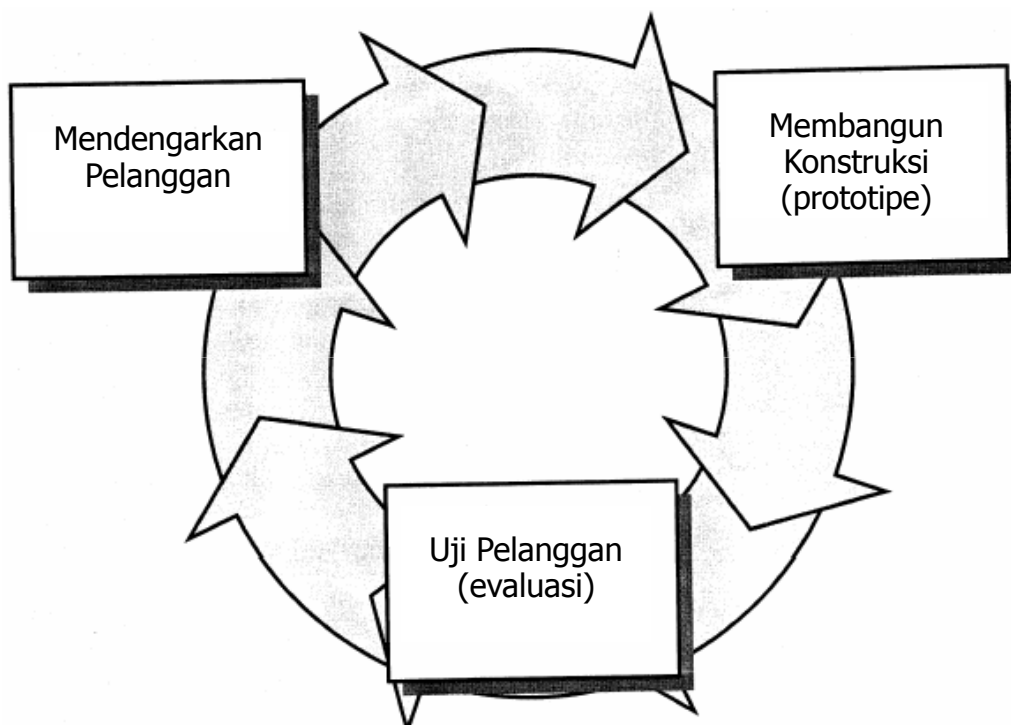 Mendengarkan
Pelanggan
Membangun
Konstruksi
(prototipe)
Uji Pelanggan
(evaluasi)